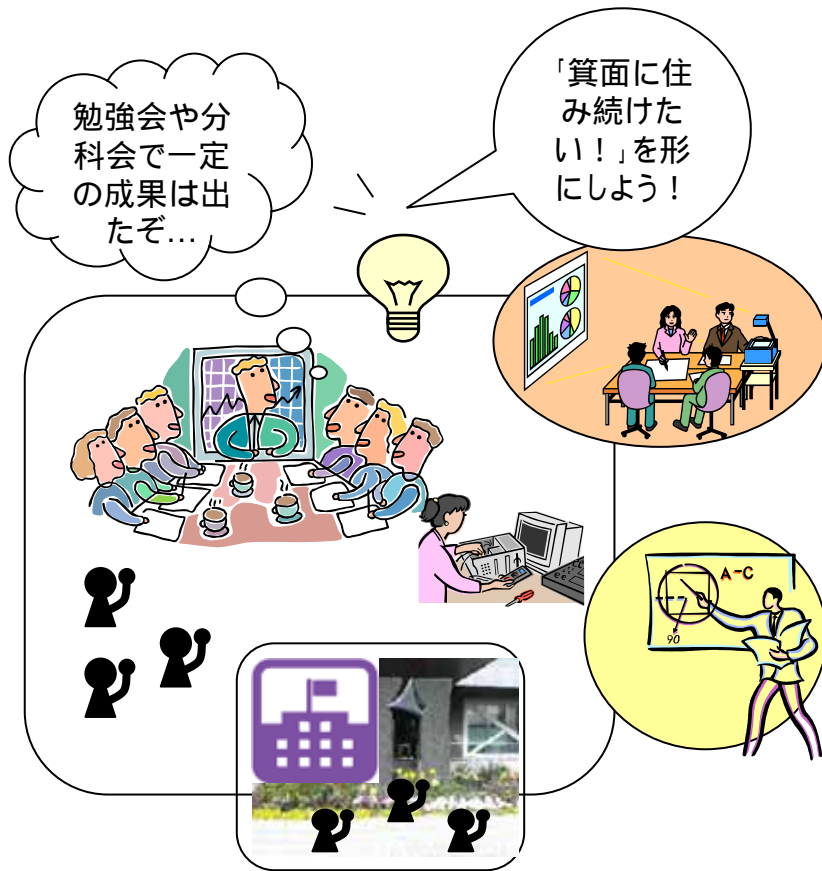 勉強会や分
科会で一定
の成果は出
たぞ…
「箕面に住
み続けた
い！」を形
にしよう！
A-C
90